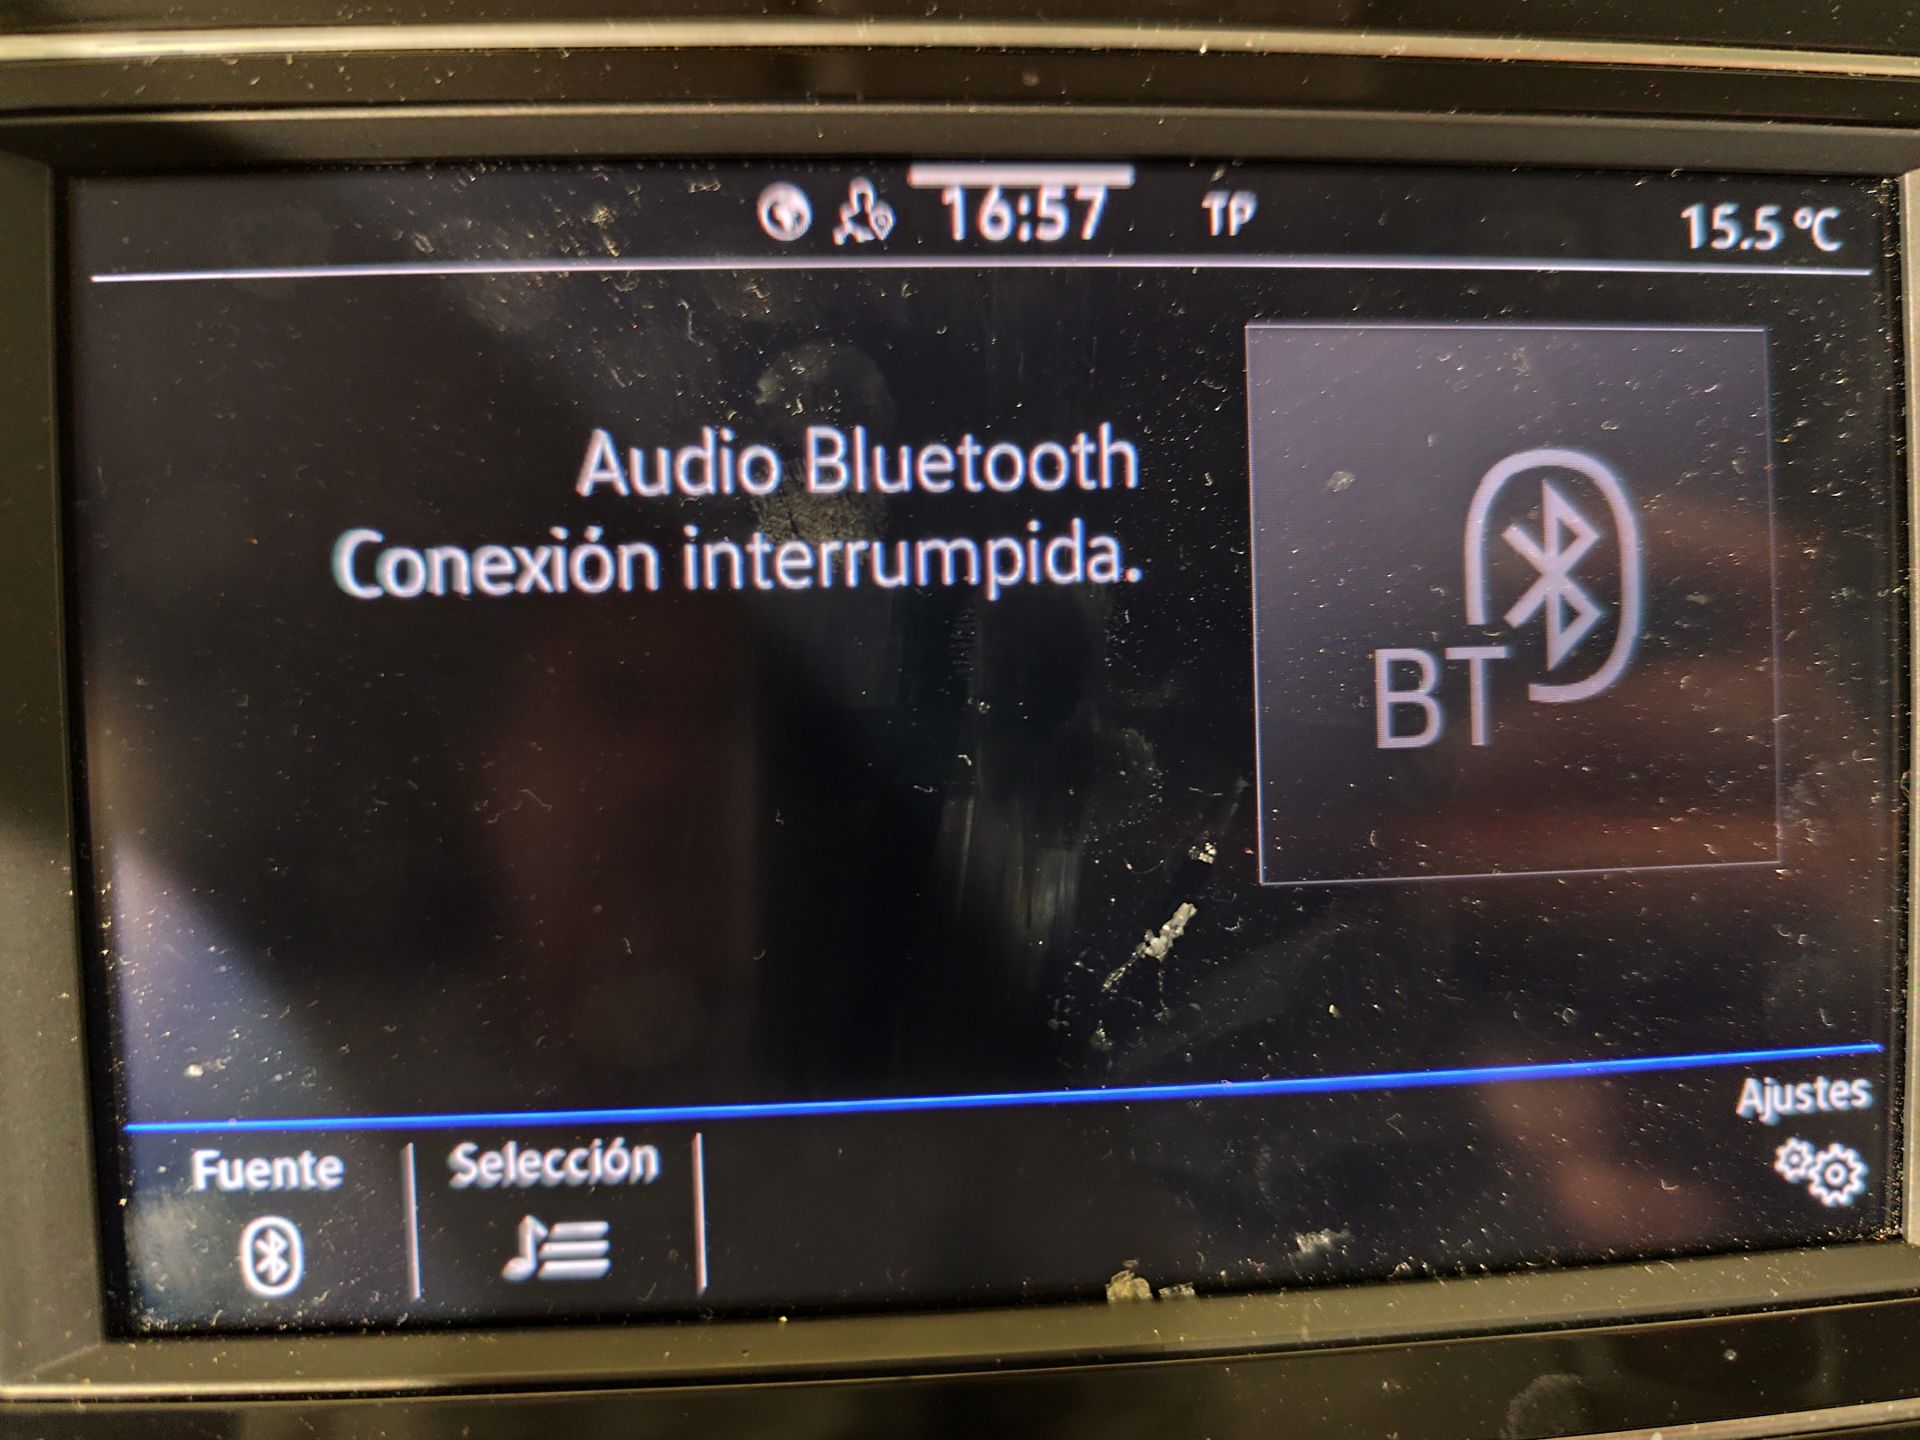 16:57 TP 15.5 °C
Audio Bluetooth
Conexión interrumpida.
BT
Ajustes
Fuente Selección